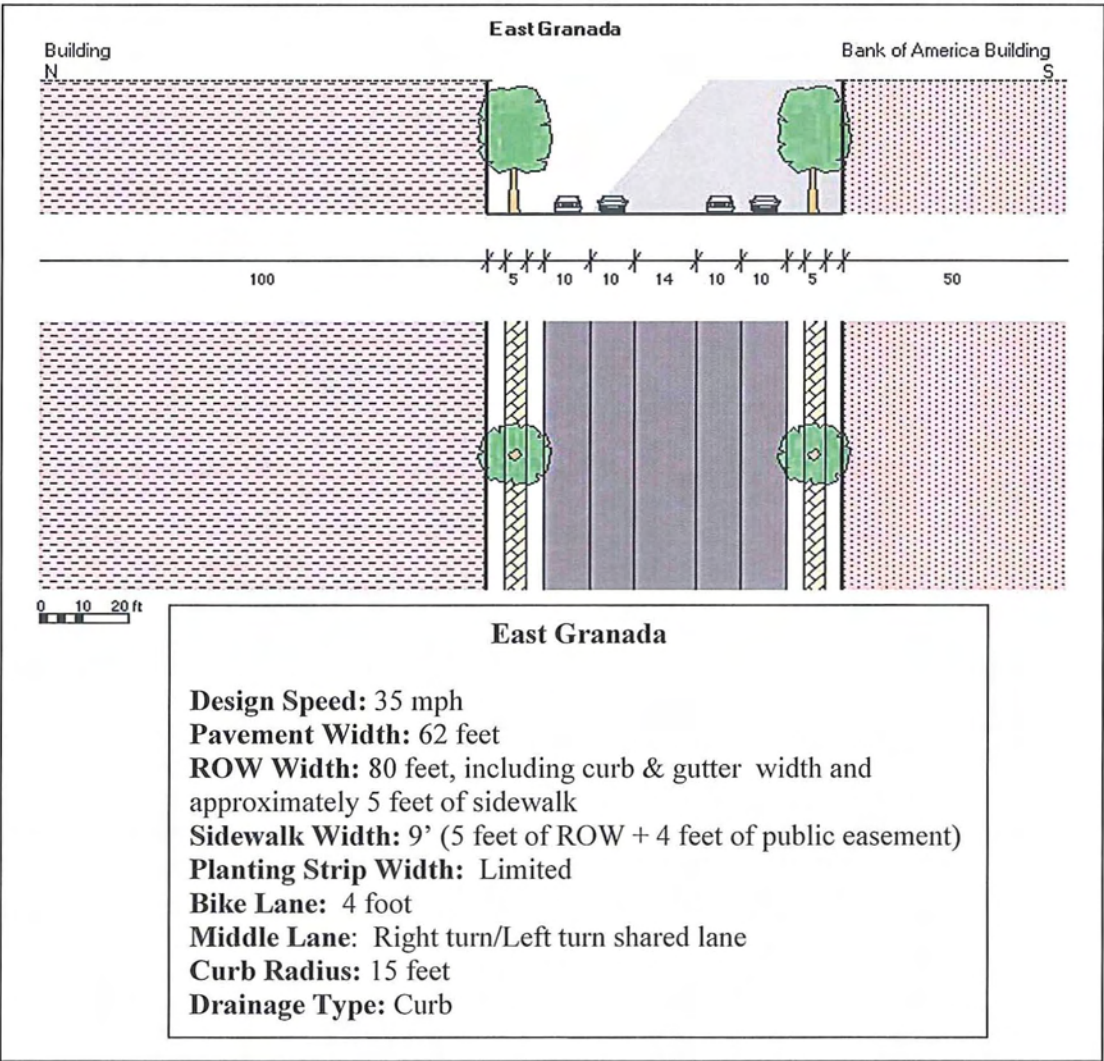 East Granada
Building
N
Bank of America Building
S
100 5 10 10 14 10 10 5 50
0 10 20 ft
East Granada
Design Speed: 35 mph
Pavement Width: 62 feet
ROW Width: 80 feet, including curb & gutter width and
approximately 5 feet of sidewalk
Sidewalk Width: 9' (5 feet of ROW + 4 feet of public easement)
Planting Strip Width: Limited
Bike Lane: 4 foot
Middle Lane: Right turn/Left turn shared lane
Curb Radius: 15 feet
Drainage Type: Curb